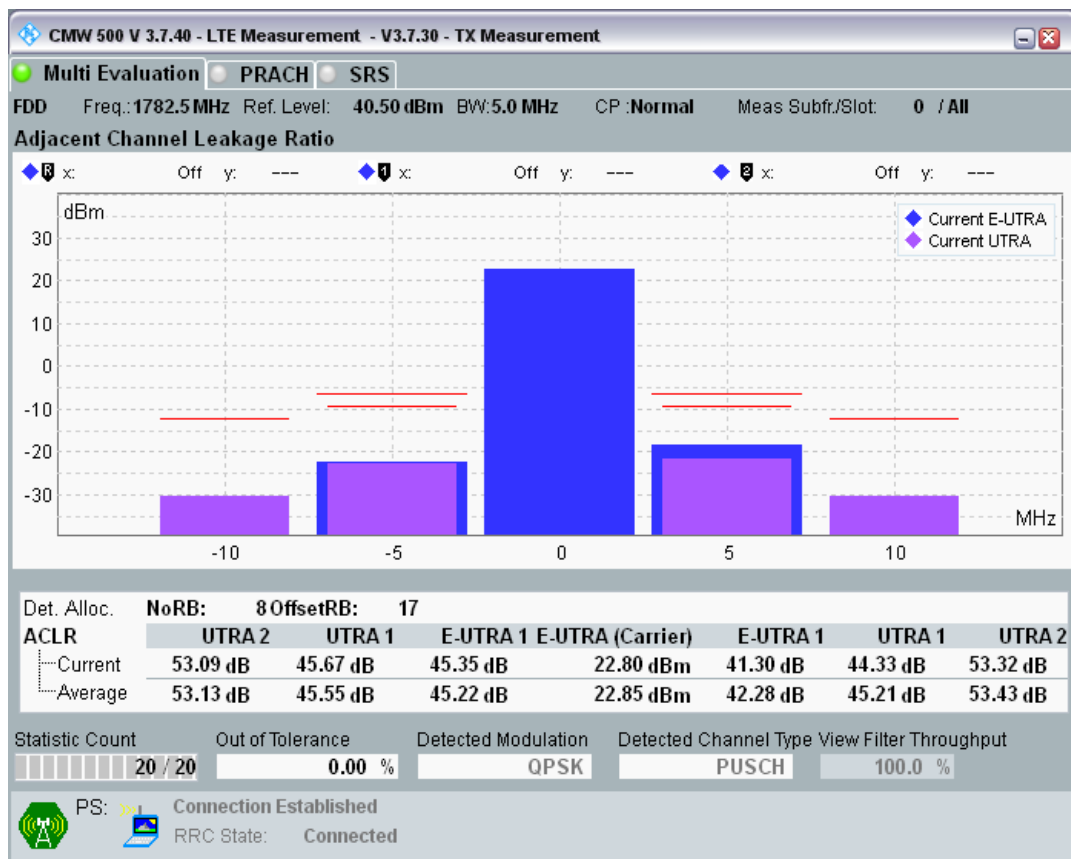 CMW 500 V 3.7.40 - LTE Measurement - V3.7.30 - TX Measurement
Multi Evaluation PRACH SRS
FDD Freq.:1782.5 MHz Ref. Level: 40.50 dBm BW:5.0 MHz CP :Normal Meas Subfr./Slot: 0 / All
Adjacent Channel Leakage Ratio
R x: Off y: --- 1 x: Off y: --- 2 x: Off y: ---
dBm
Current E-UTRA
Current UTRA
30
20
10
0
-10
-20
-30
MHz
-10 -5 0 5 10
Det. Alloc. NoRB: 8 OffsetRB: 17
ACLR UTRA 2 UTRA 1 E-UTRA 1 E-UTRA (Carrier) E-UTRA 1 UTRA 1 UTRA 2
Current 53.09 dB 45.67 dB 45.35 dB 22.80 dBm 41.30 dB 44.33 dB 53.32 dB
Average 53.13 dB 45.55 dB 45.22 dB 22.85 dBm 42.28 dB 45.21 dB 53.43 dB
Statistic Count Out of Tolerance Detected Modulation Detected Channel Type View Filter Throughput
20 / 20 0.00 % QPSK PUSCH 100.0 %
PS: Connection Established
RRC State: Connected